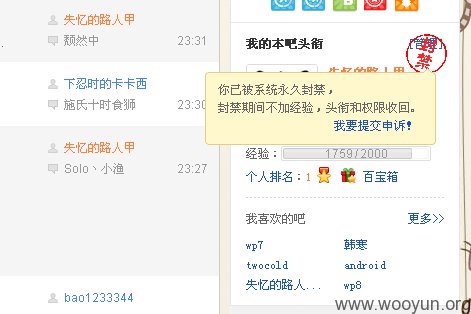 失忆的路人甲
颓然中 23:31
下忍时的卡卡西
施氏十时食狮 23:30
失忆的路人甲
Solo丶小渔 23:27
bao1233344
我的本吧头衔 [管理]
封禁
失忆的路人甲
你已被系统永久封禁，
封禁期间不加经验，头衔和权限收回。
我要提交申诉!
经验： 1759/2000
个人排名：1 百宝箱
我喜欢的吧 更多>>
wp7 韩寒
twocold android
失忆的路人... wp8
www.wooyun.org